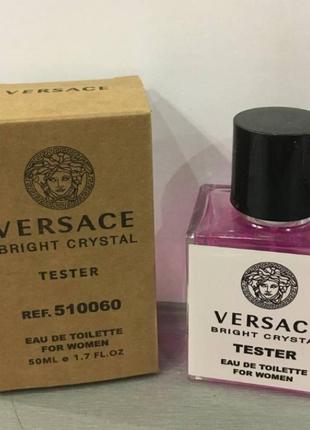 VERSACE
BRIGHT CRYSTAL
TESTER
REF. 510060
EAU DE TOILETTE
FOR WOMEN
50ML e 1.7 FL.OZ
VERSACE
BRIGHT CRYSTAL
TESTER
EAU DE TOILETTE
FOR WOMEN